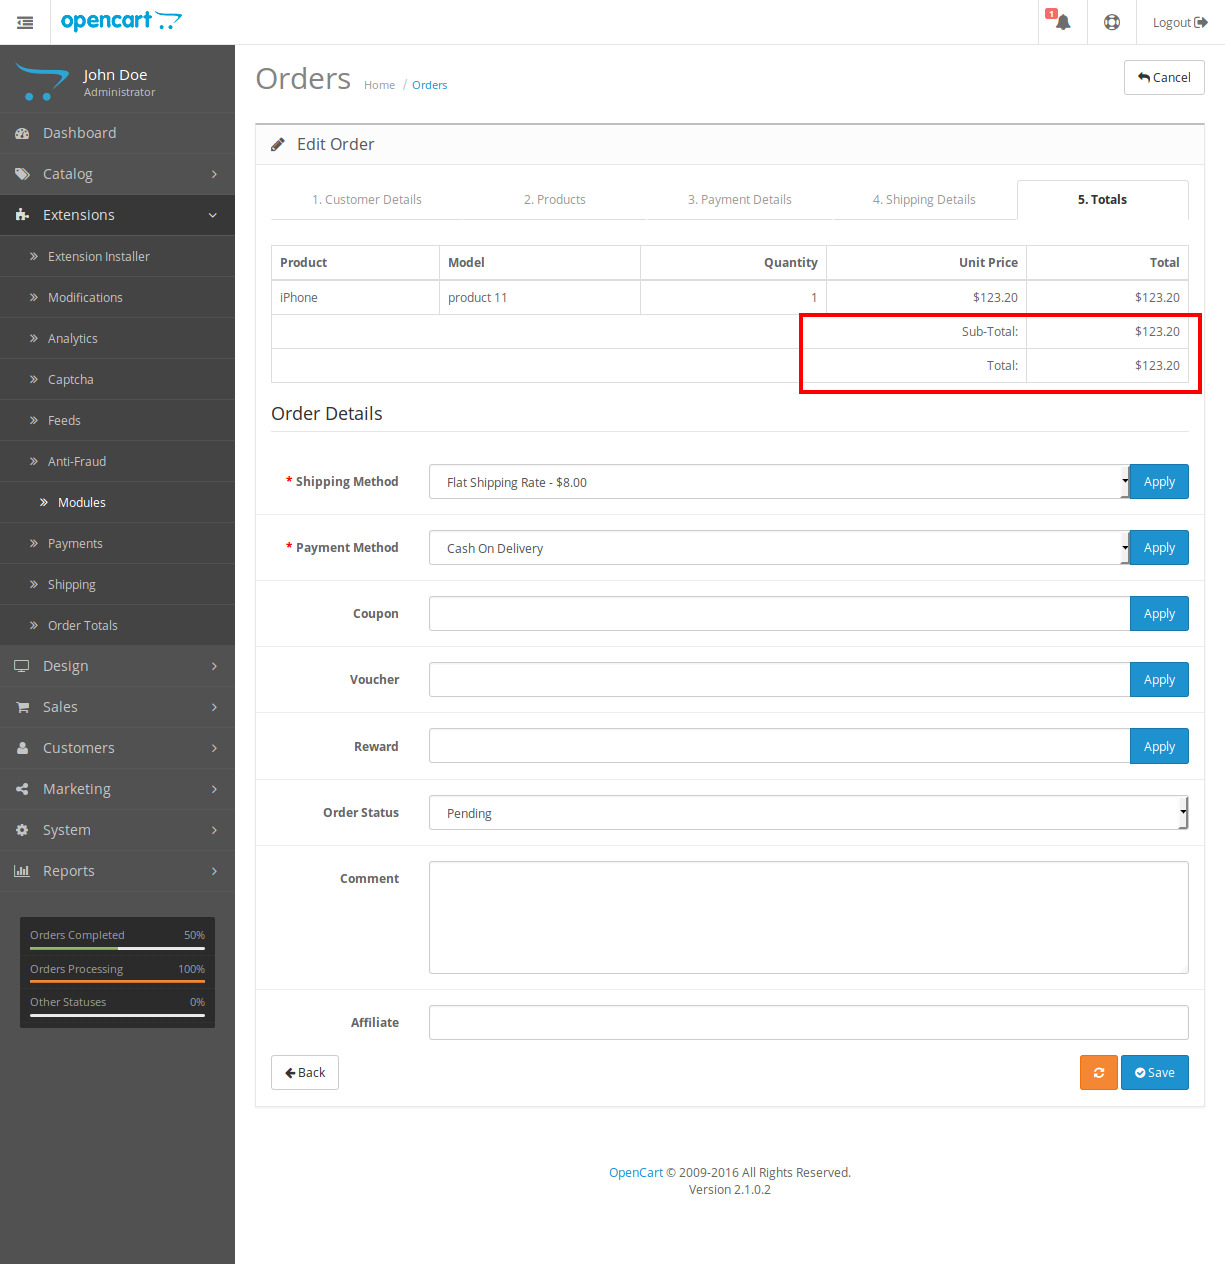 opencart
1
Logout
John Doe
Administrator
Dashboard
Catalog
Extensions
Extension Installer
Modifications
Analytics
Captcha
Feeds
Anti-Fraud
Modules
Payments
Shipping
Order Totals
Design
Sales
Customers
Marketing
System
Reports
Orders Completed 50%
Orders Processing 100%
Other Statuses 0%
Orders Home / Orders
Cancel
Edit Order
1. Customer Details 2. Products 3. Payment Details 4. Shipping Details 5. Totals
Product Model Quantity Unit Price Total
iPhone product 11 1 $123.20 $123.20
Sub-Total: $123.20
Total: $123.20
Order Details
* Shipping Method Flat Shipping Rate - $8.00 Apply
* Payment Method Cash On Delivery Apply
Coupon Apply
Voucher Apply
Reward Apply
Order Status Pending
Comment
Affiliate
Back Save
OpenCart © 2009-2016 All Rights Reserved.
Version 2.1.0.2